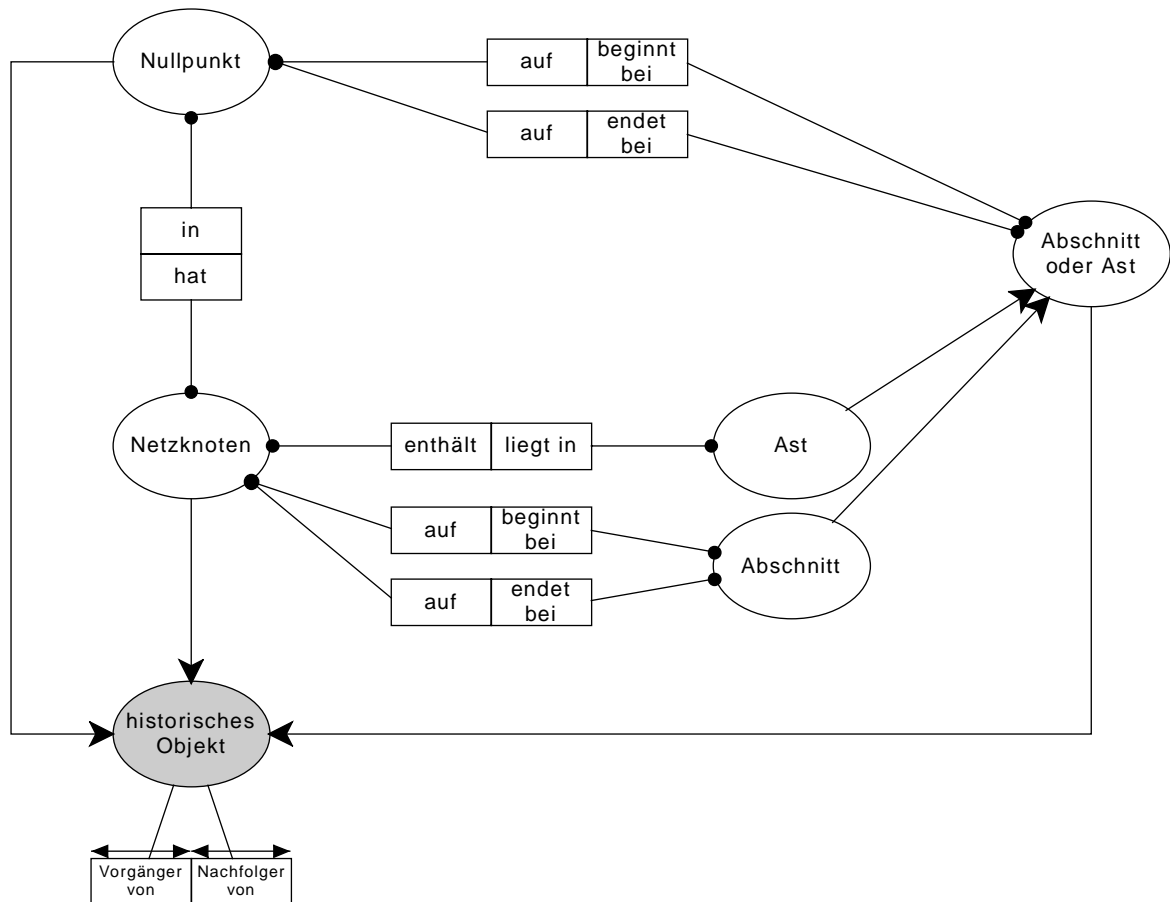 Nullpunkt
auf
beginnt
bei
auf
endet
bei
in
hat
Abschnitt
oder Ast
Netzknoten
enthält
liegt in
Ast
auf
beginnt
bei
Abschnitt
auf
endet
bei
historisches
Objekt
Vorgänger
von
Nachfolger
von